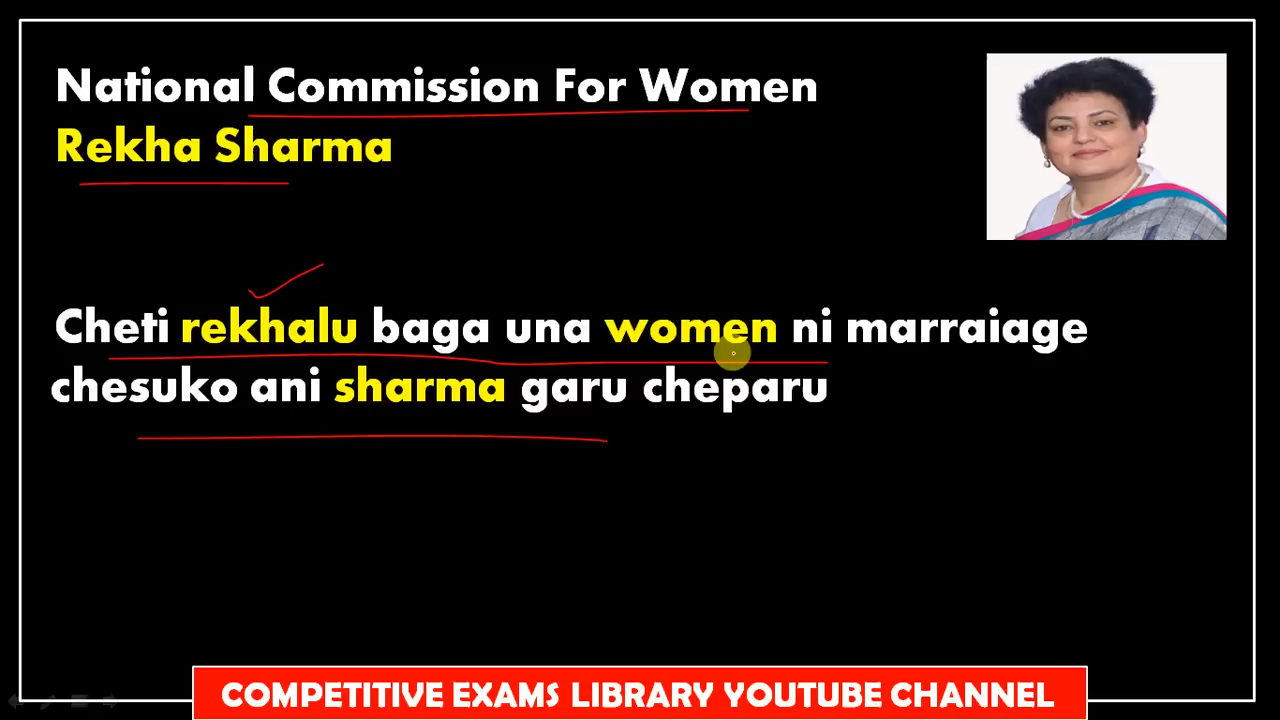 National Commission For Women
Rekha Sharma
Cheti rekhalu baga una women ni marraiage
chesuko ani sharma garu cheparu
COMPETITIVE EXAMS LIBRARY YOUTUBE CHANNEL